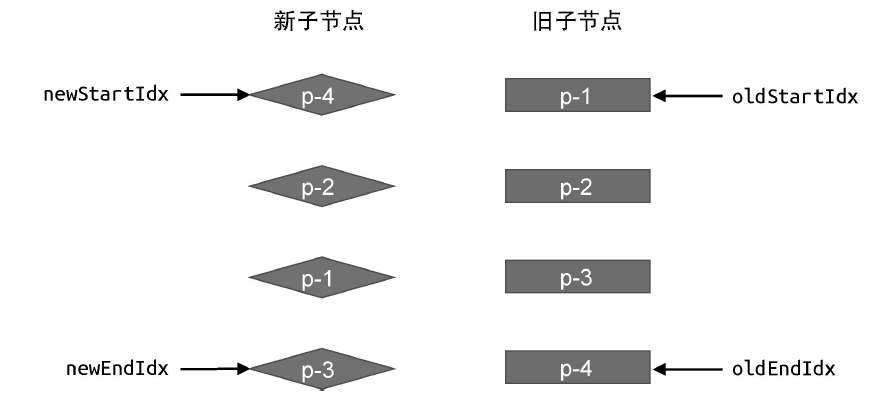 新子节点 旧子节点
newStartIdx p-4 p-1 oldStartIdx
p-2 p-2
p-1 p-3
newEndIdx p-3 p-4 oldEndIdx